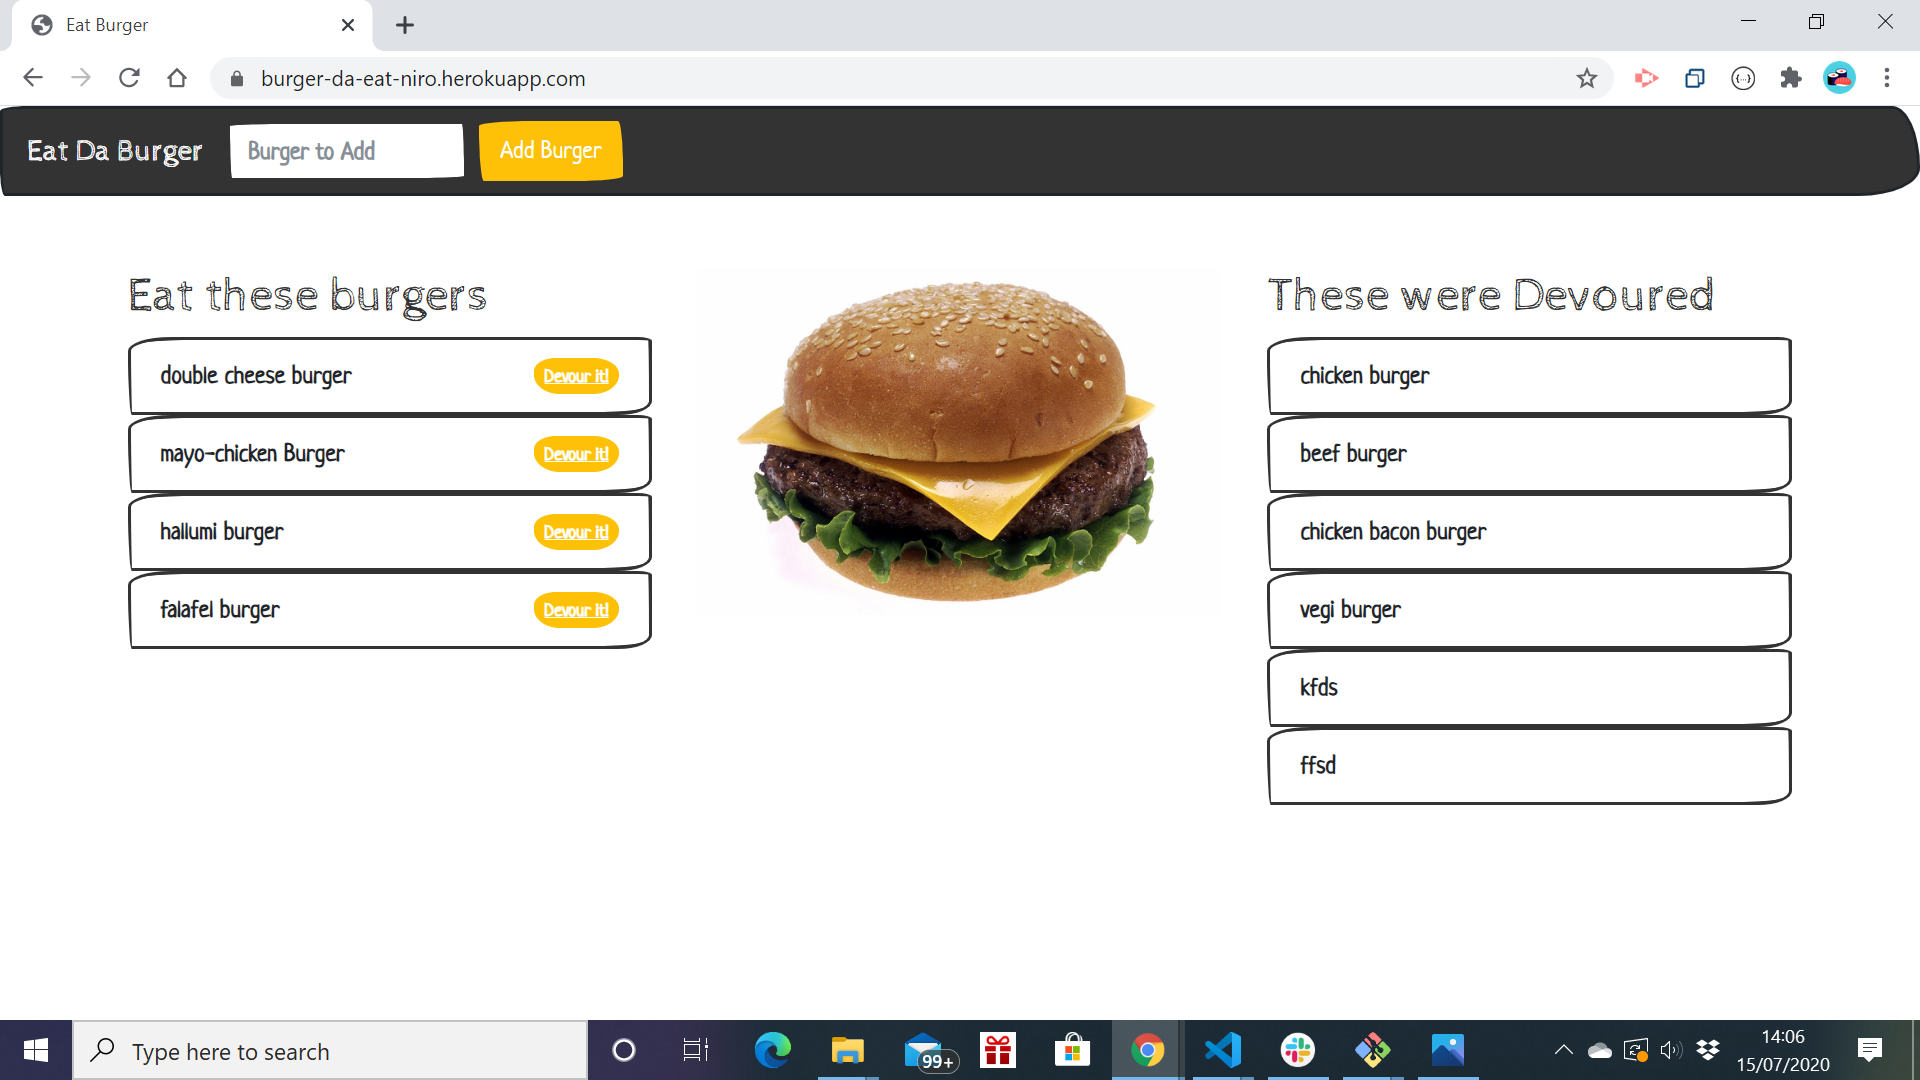 Eat Burger
burger-da-eat-niro.herokuapp.com
Eat Da Burger
Burger to Add
Add Burger
Eat these burgers
double cheese burger
Devour it!
mayo-chicken Burger
Devour it!
hallumi burger
Devour it!
falafel burger
Devour it!
These were Devoured
chicken burger
beef burger
chicken bacon burger
vegi burger
kfds
ffsd
Type here to search
99+
14:06
15/07/2020